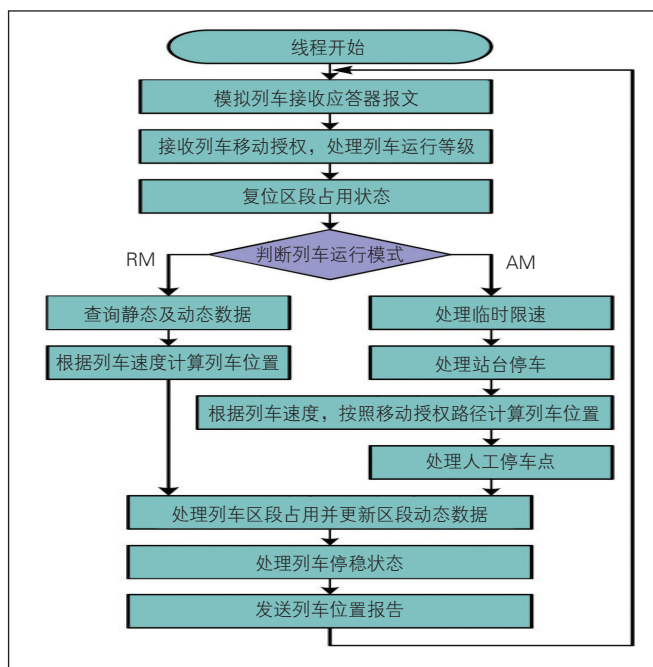 线程开始
模拟列车接收应答器报文
接收列车移动授权，处理列车运行等级
复位区段占用状态
判断列车运行模式
RM
AM
查询静态及动态数据
根据列车速度计算列车位置
处理临时限速
处理站台停车
根据列车速度，按照移动授权路径计算列车位置
处理人工停车点
处理列车区段占用并更新区段动态数据
处理列车停稳状态
发送列车位置报告